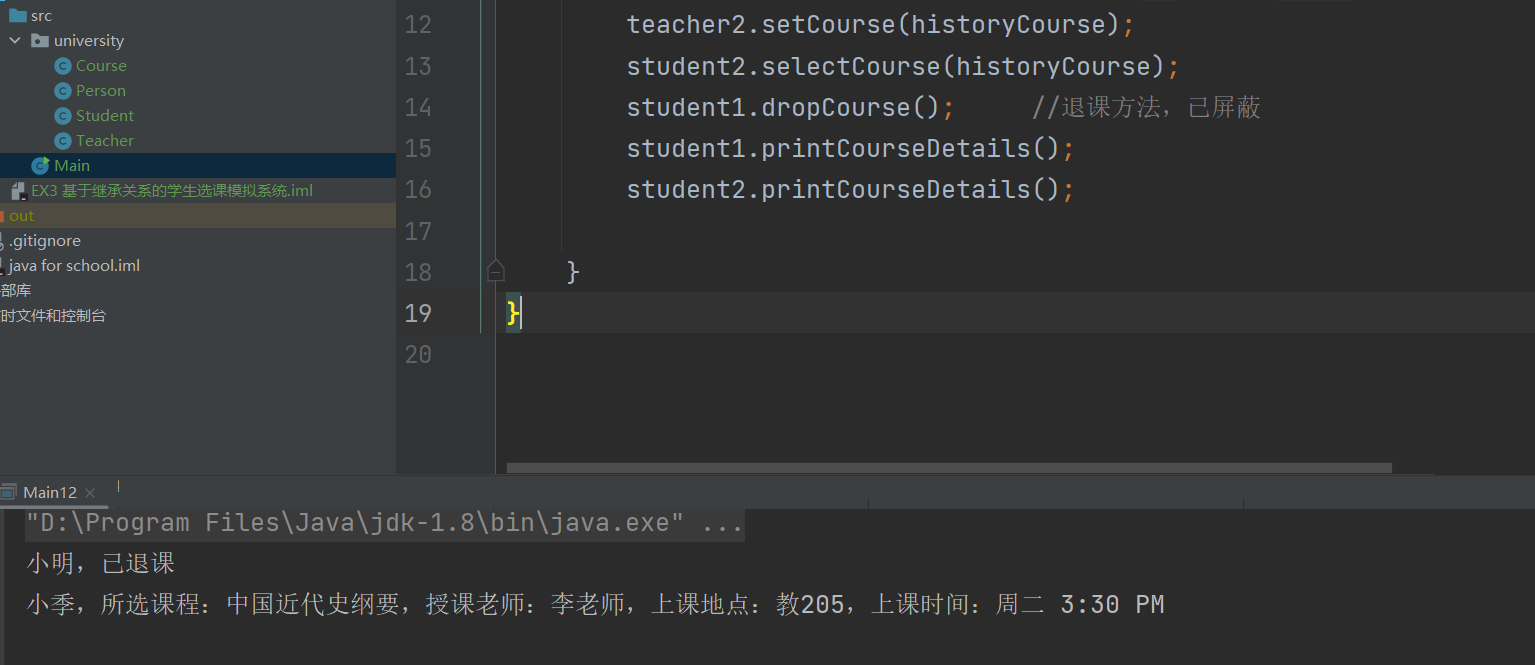 src
university
Course
Person
Student
Teacher
Main
EX3 基于继承关系的学生选课模拟系统.iml
out
.gitignore
java for school.iml
部库
时文件和控制台
12 teacher2.setCourse(historyCourse);
13 student2.selectCourse(historyCourse);
14 student1.dropCourse(); //退课方法，已屏蔽
15 student1.printCourseDetails();
16 student2.printCourseDetails();
17
18 }
19 }
20
Main12
"D:\Program Files\Java\jdk-1.8\bin\java.exe" ...
小明，已退课
小季，所选课程：中国近代史纲要，授课老师：李老师，上课地点：教205，上课时间：周二 3:30 PM